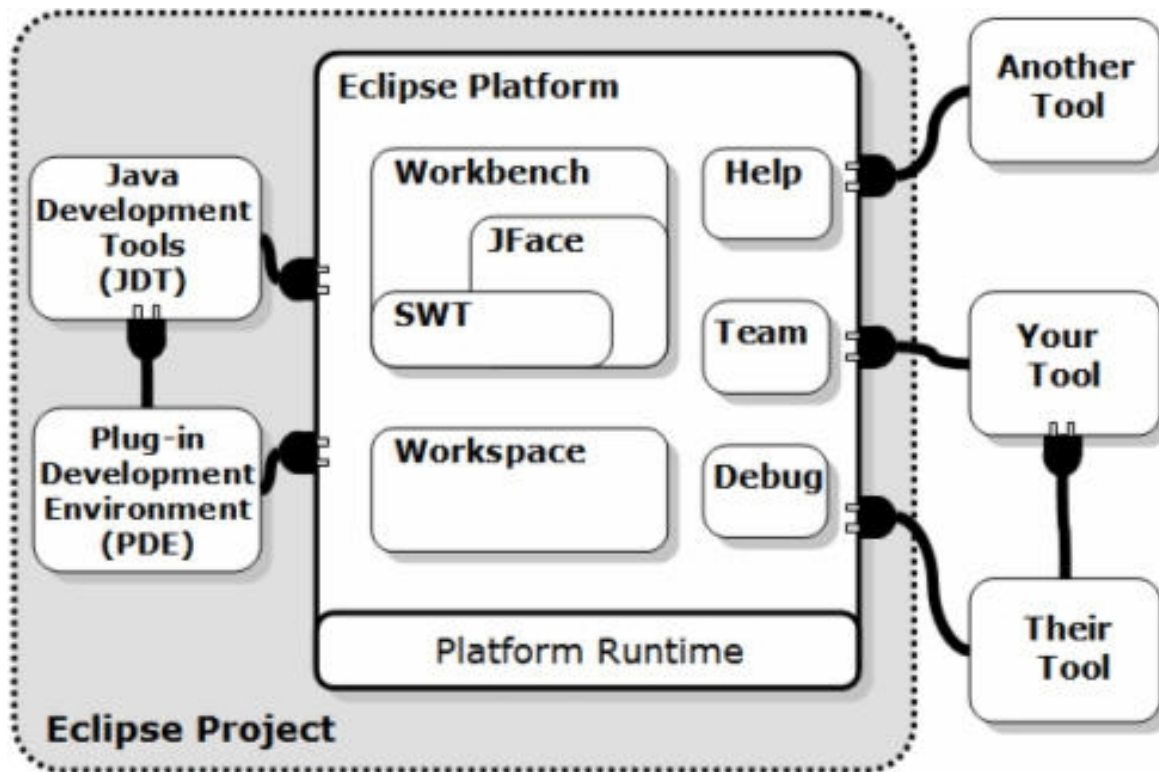 Eclipse Platform
Another
Tool
Java
Development
Tools
(JDT)
Workbench
JFace
SWT
Help
Team
Your
Tool
Plug-in
Development
Environment
(PDE)
Workspace
Debug
Their
Tool
Platform Runtime
Eclipse Project